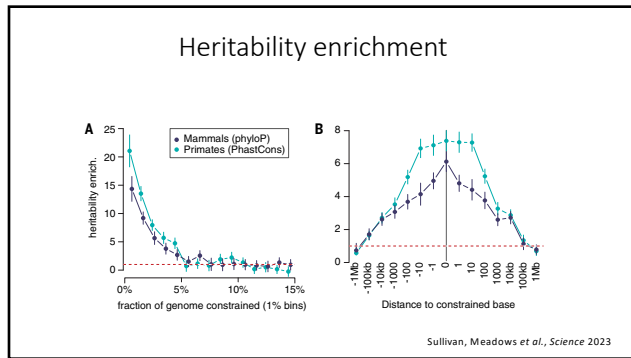 Heritability enrichment
A
Mammals (phyloP)
Primates (PhastCons)
heritability enrich.
25
20
15
10
5
0
0%
5%
10%
15%
fraction of genome constrained (1% bins)
B
8
6
4
2
0
-1Mb
-100kb
-10kb
-1000
-100
-10
-1
0
1
10
100
1000
10kb
100kb
1Mb
Distance to constrained base
Sullivan, Meadows et al., Science 2023